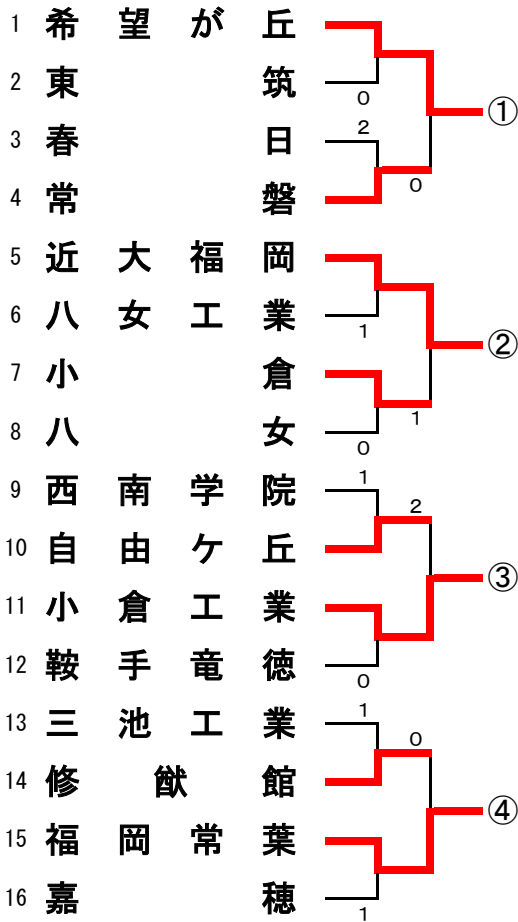 1 希望が丘
2 東筑
0
①
3 春日
2
4 常磐
0
5 近大福岡
6 八女工業
1
②
7 小倉
8 八女
1
0
9 西南学院
1
2
10 自由ケ丘
③
11 小倉工業
12 鞍手竜徳
0
13 三池工業
1
0
14 修猷館
④
15 福岡常葉
16 嘉穂
1